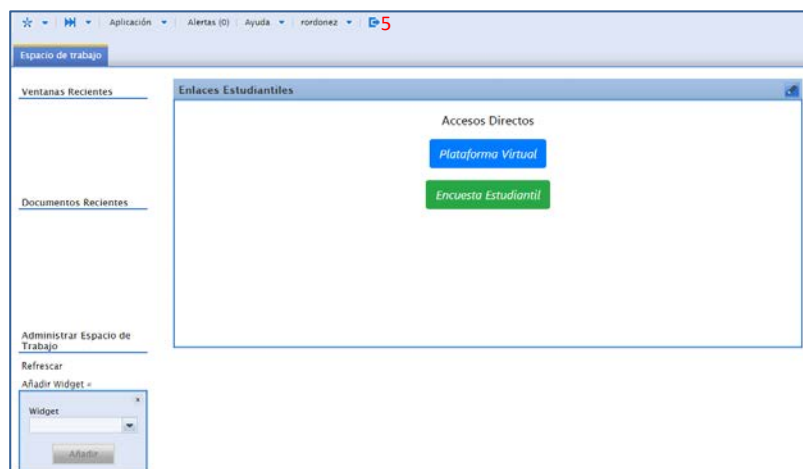 Aplicación Alertas (0) Ayuda rordonez 5
Espacio de trabajo
Ventanas Recientes
Enlaces Estudiantiles
Accesos Directos
Plataforma Virtual
Encuesta Estudiantil
Documentos Recientes
Administrar Espacio de
Trabajo
Refrescar
Añadir Widget «
x
Widget
Añadir